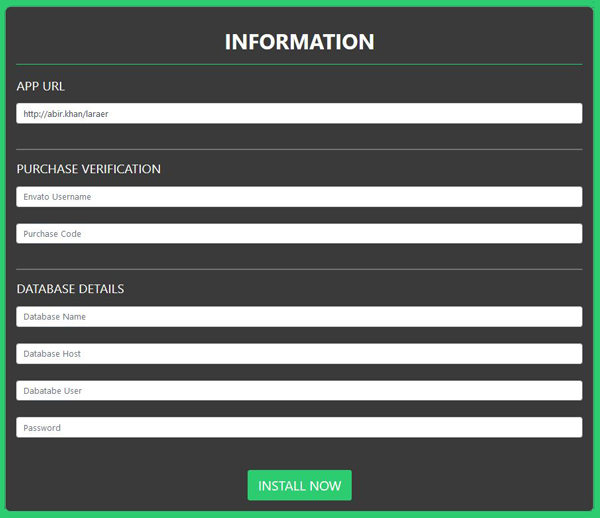 INFORMATION
APP URL
http://abir.khan/laraer
PURCHASE VERIFICATION
Envato Username
Purchase Code
DATABASE DETAILS
Database Name
Database Host
Dabatabe User
Password
INSTALL NOW